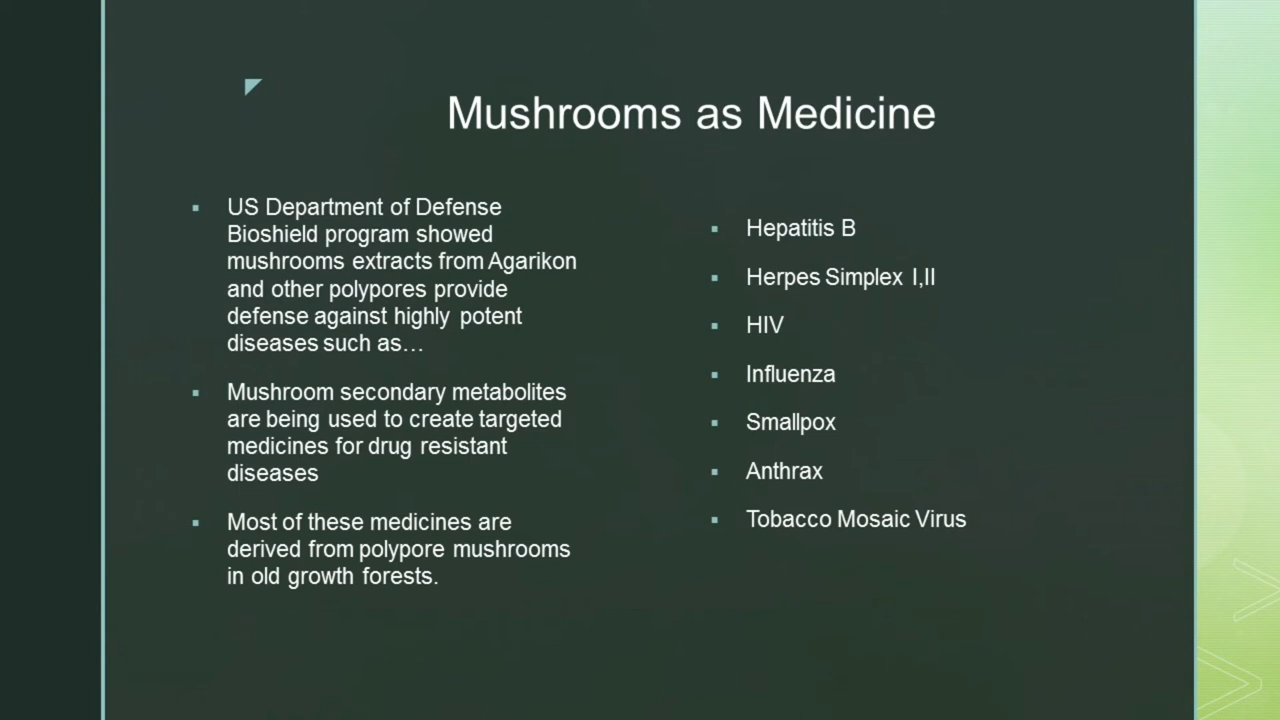 Mushrooms as Medicine
US Department of Defense
Bioshield program showed
mushrooms extracts from Agarikon
and other polypores provide
defense against highly potent
diseases such as…
Mushroom secondary metabolites
are being used to create targeted
medicines for drug resistant
diseases
Most of these medicines are
derived from polypore mushrooms
in old growth forests.
Hepatitis B
Herpes Simplex I,II
HIV
Influenza
Smallpox
Anthrax
Tobacco Mosaic Virus